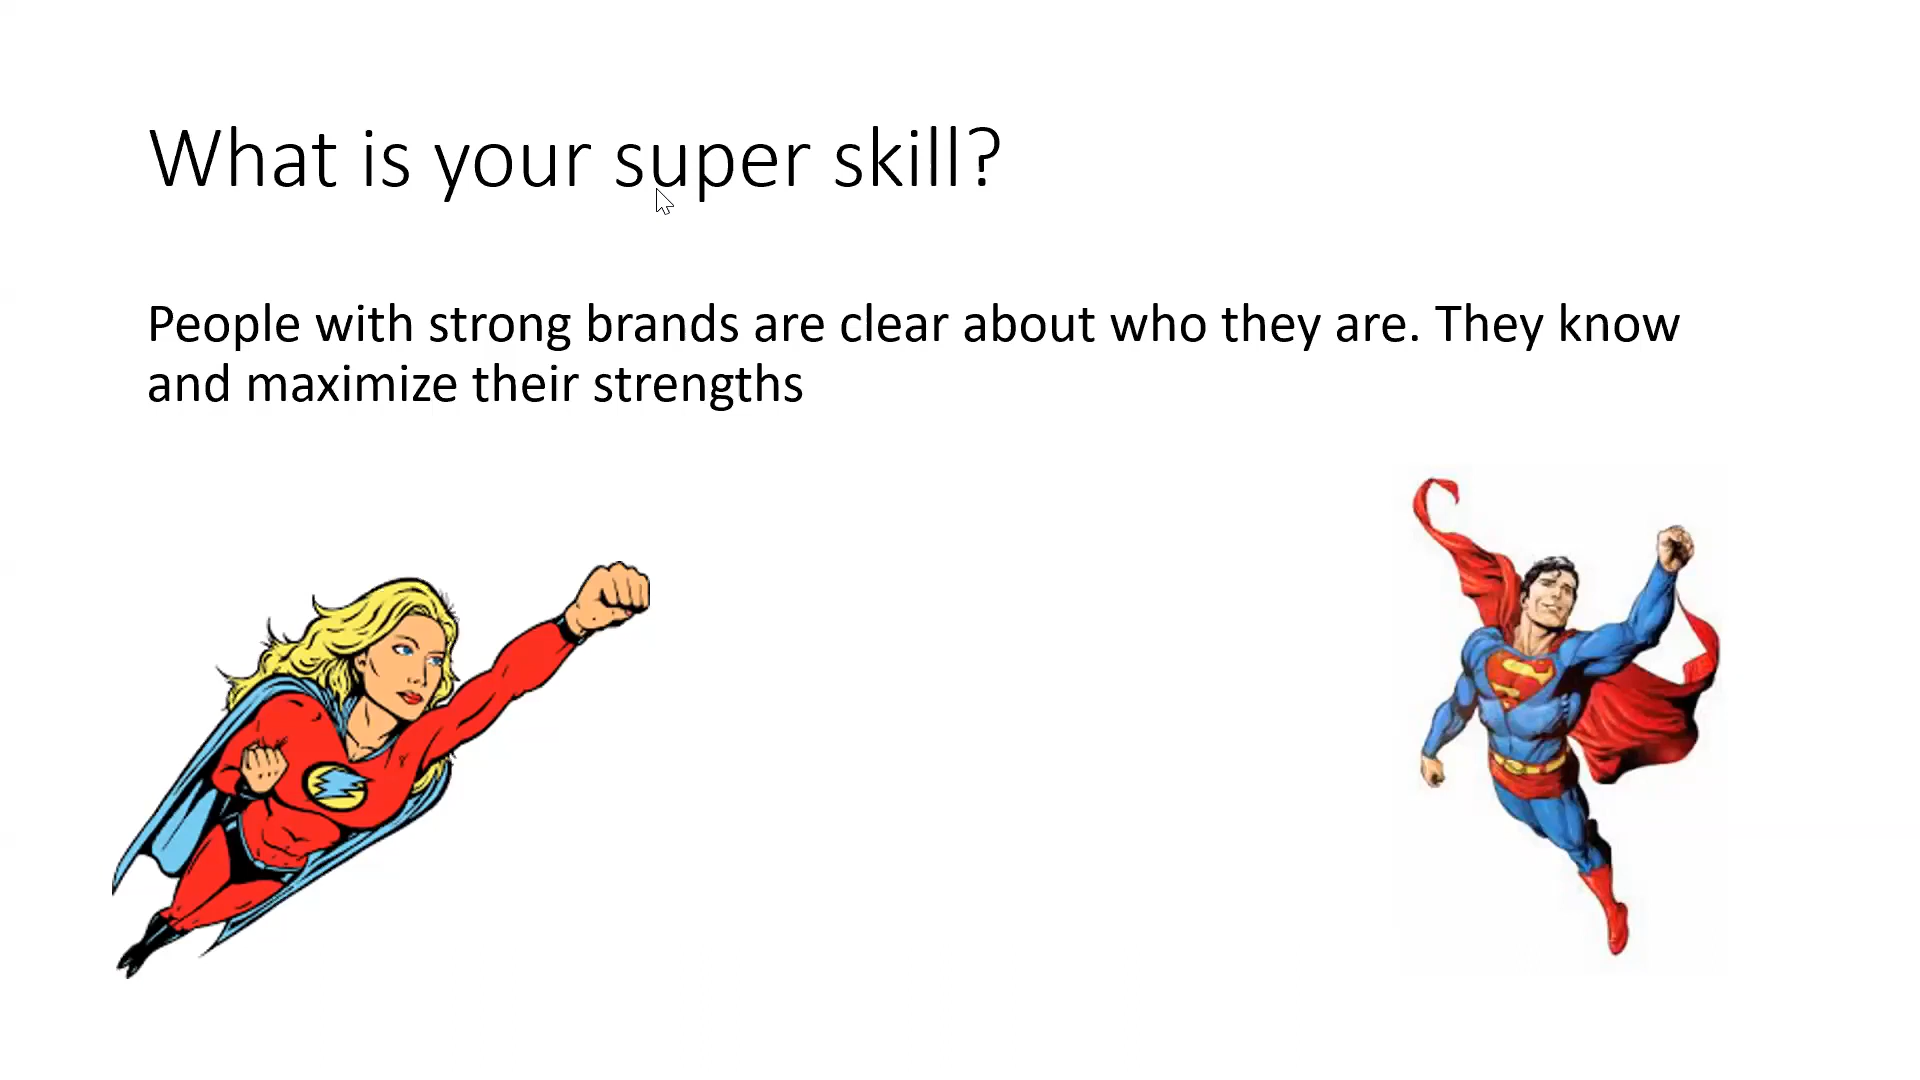 What is your super skill?
People with strong brands are clear about who they are. They know
and maximize their strengths